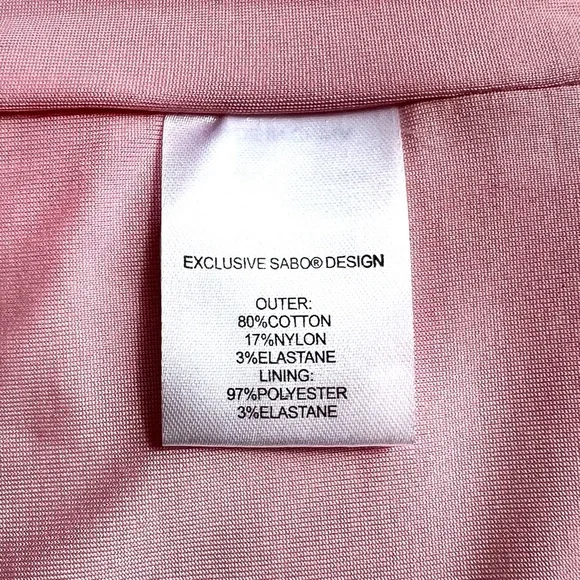 EXCLUSIVE SABO® DESIGN
OUTER:
80%COTTON
17%NYLON
3%ELASTANE
LINING:
97%POLYESTER
3%ELASTANE